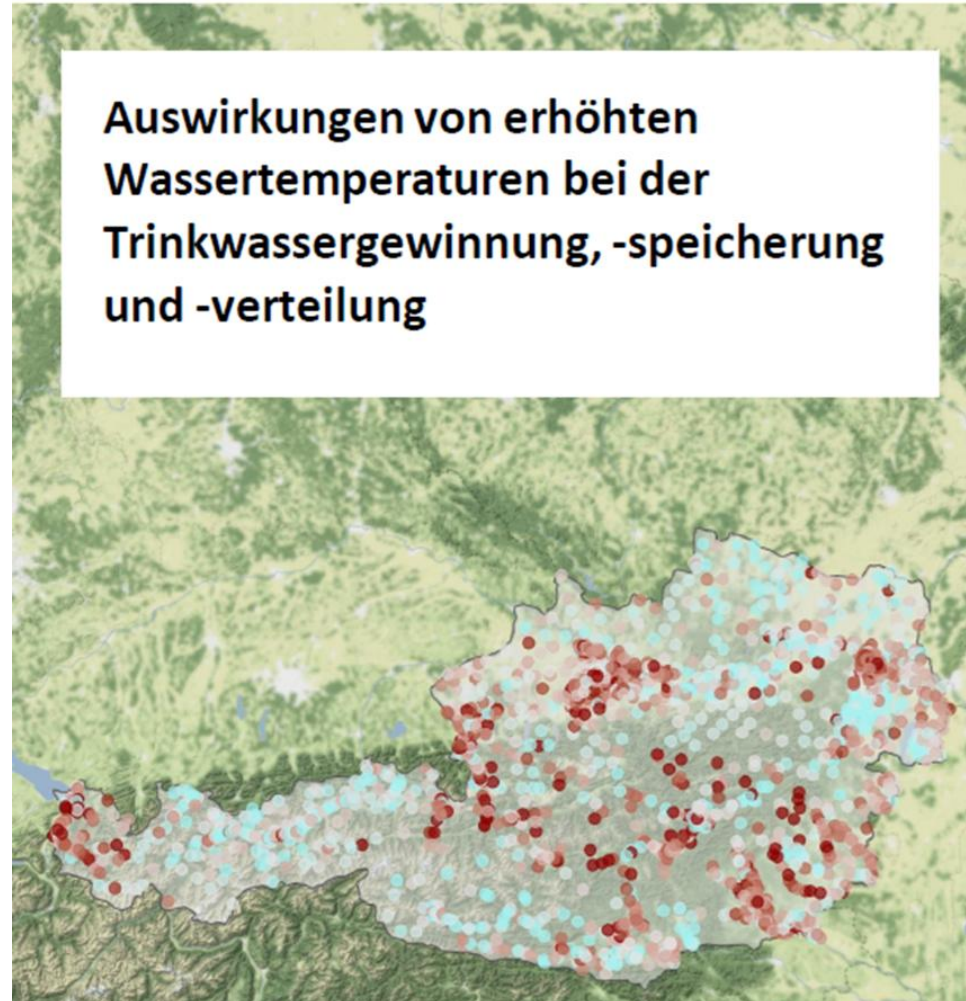 Auswirkungen von erhöhten
Wassertemperaturen bei der
Trinkwassergewinnung, -speicherung
und -verteilung